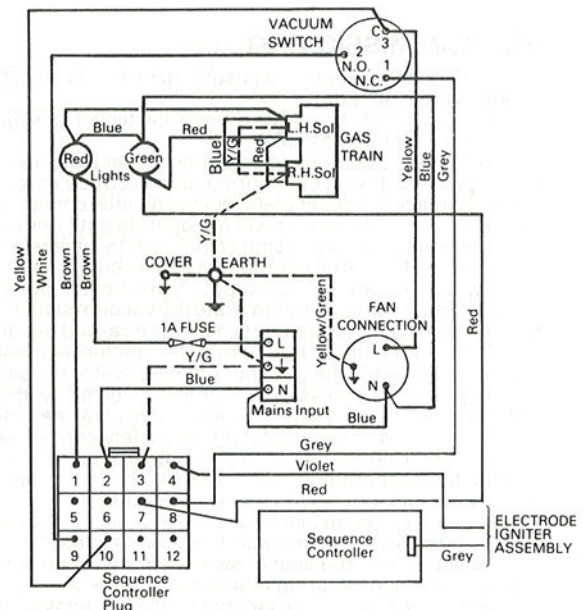 VACUUM
SWITCH
C
3
2
N.O.
1
N.C.
Blue
Red
Red
Green
Lights
Blue
Y/G
Red
L.H.Sol
R.H.Sol
GAS
TRAIN
Yellow
Blue
Grey
Yellow
White
Brown
Brown
Y/G
COVER
EARTH
Yellow/Green
FAN
CONNECTION
Red
1A FUSE
L
Y/G
Blue
N
Mains Input
L
N
Blue
Grey
Violet
Red
1 2 3 4
5 6 7 8
9 10 11 12
Sequence
Controller
Plug
Sequence
Controller
Grey
ELECTRODE
IGNITER
ASSEMBLY